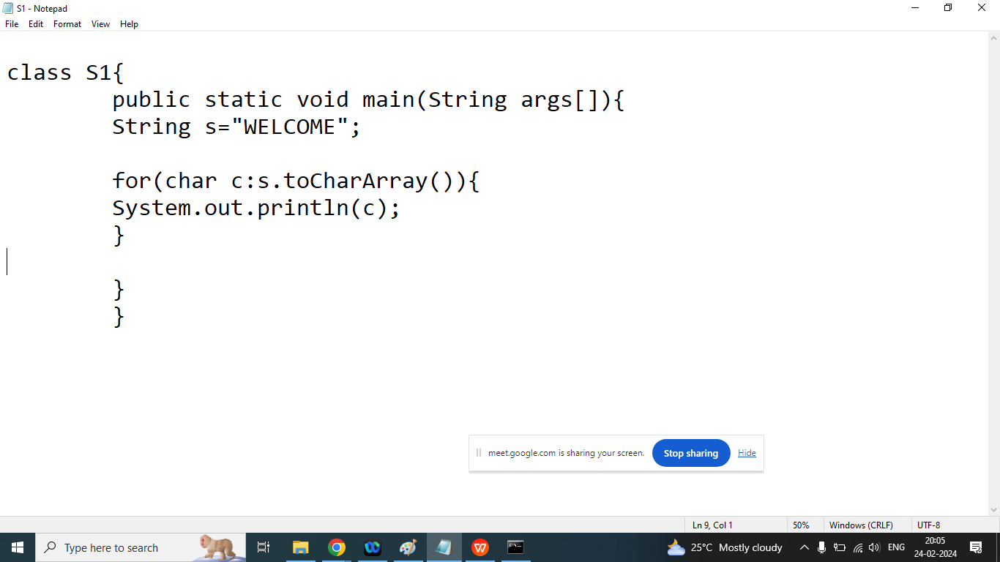 S1 - Notepad
File Edit Format View Help
class S1{
public static void main(String args[]){
String s="WELCOME";
for(char c:s.toCharArray()){
System.out.println(c);
}
}
}
meet.google.com is sharing your screen. Stop sharing Hide
Ln 9, Col 1 50% Windows (CRLF) UTF-8
Type here to search 25°C Mostly cloudy ENG 20:05
24-02-2024